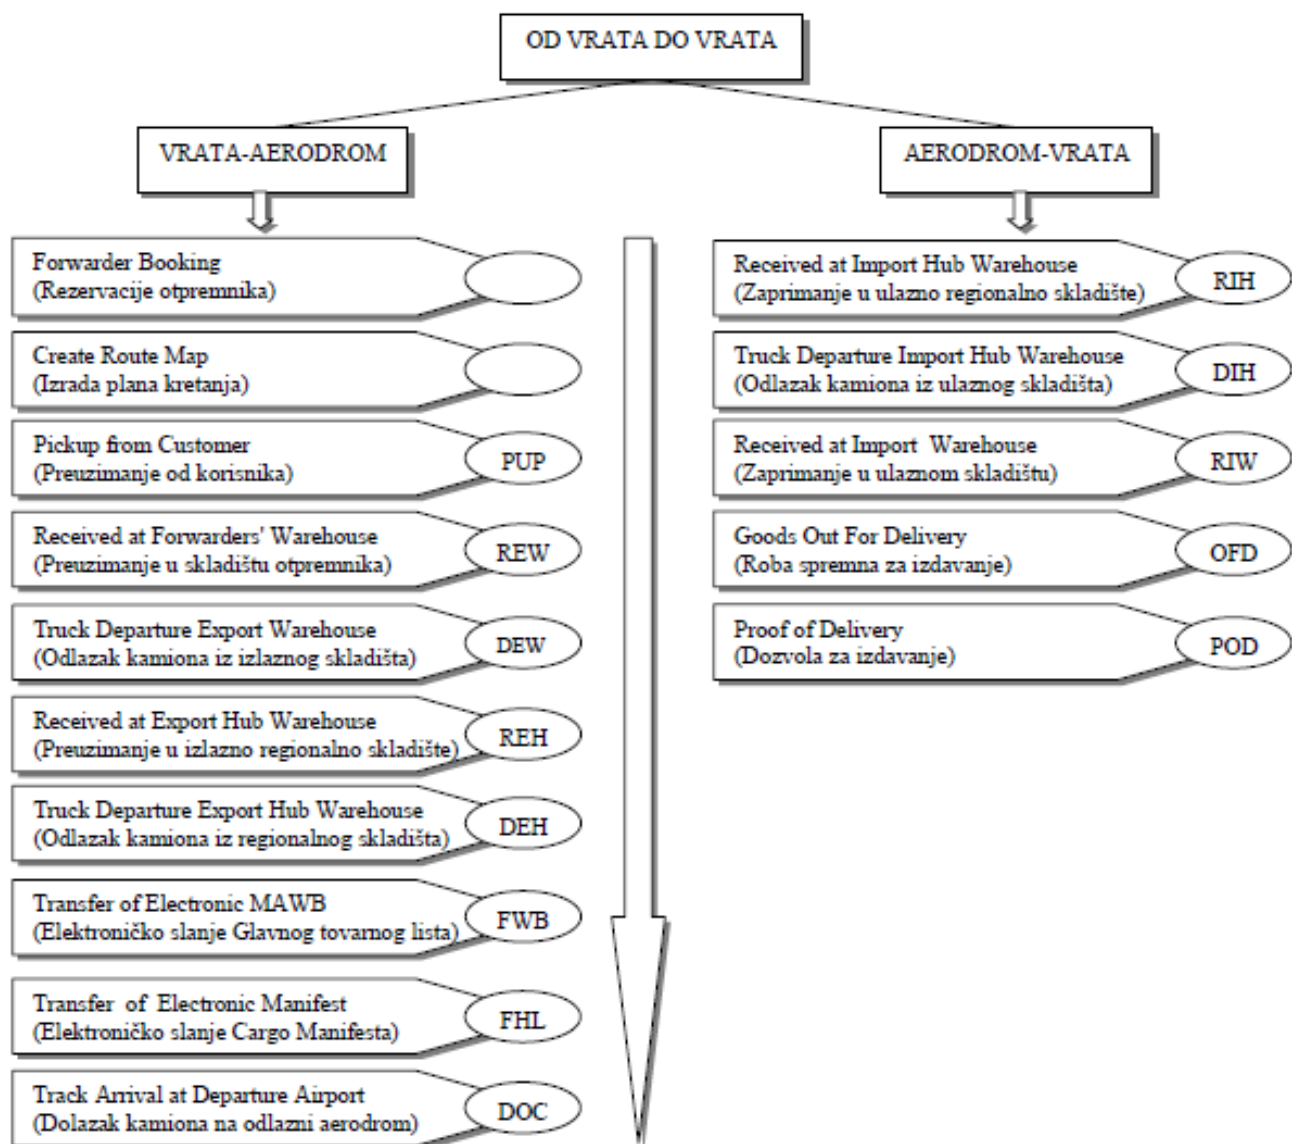 OD VRATA DO VRATA
VRATA-AERODROM
Forwarder Booking
(Rezervacije otpremnika)
Create Route Map
(Izrada plana kretanja)
Pickup from Customer
(Preuzimanje od korisnika)
PUP
Received at Forwarders' Warehouse
(Preuzimanje u skladištu otpremnika)
REW
Truck Departure Export Warehouse
(Odlazak kamiona iz izlaznog skladišta)
DEW
Received at Export Hub Warehouse
(Preuzimanje u izlazno regionalno skladište)
REH
Truck Departure Export Hub Warehouse
(Odlazak kamiona iz regionalnog skladišta)
DEH
Transfer of Electronic MAWB
(Elektroničko slanje Glavnog tovarnog lista)
FWB
Transfer of Electronic Manifest
(Elektroničko slanje Cargo Manifesta)
FHL
Track Arrival at Departure Airport
(Dolazak kamiona na odlazni aerodrom)
DOC
AERODROM-VRATA
Received at Import Hub Warehouse
(Zaprimanje u ulazno regionalno skladište)
RIH
Truck Departure Import Hub Warehouse
(Odlazak kamiona iz ulaznog skladišta)
DIH
Received at Import Warehouse
(Zaprimanje u ulaznom skladištu)
RIW
Goods Out For Delivery
(Roba spremna za izdavanje)
OFD
Proof of Delivery
(Dozvola za izdavanje)
POD